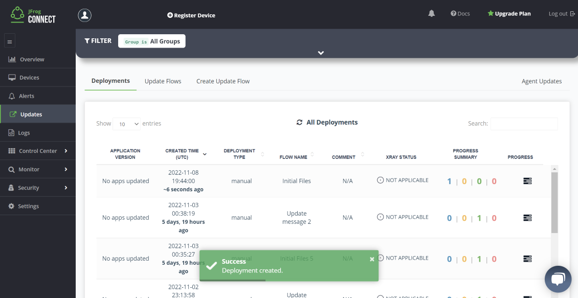 JFrog
CONNECT
Register Device
Docs
Upgrade Plan
Log out
FILTER
Group is All Groups
Overview
Devices
Alerts
Updates
Logs
Control Center
Monitor
Security
Settings
Deployments
Update Flows
Create Update Flow
Agent Updates
Show 10 entries
All Deployments
Search:
APPLICATION VERSION
CREATED TIME (UTC)
DEPLOYMENT TYPE
FLOW NAME
COMMENT
XRAY STATUS
PROGRESS SUMMARY
PROGRESS
No apps updated
2022-11-08
19:44:00
~6 seconds ago
manual
Initial Files
N/A
NOT APPLICABLE
1 | 0 | 0 | 0
No apps updated
2022-11-03
00:38:19
5 days, 19 hours
ago
manual
Update
message 2
N/A
NOT APPLICABLE
0 | 0 | 1 | 0
No apps updated
2022-11-03
00:35:27
5 days, 19 hours
ago
manual
N/A
NOT APPLICABLE
0 | 0 | 1 | 0
Success
Deployment created.
×
2022-11-02
23:13:58
Update